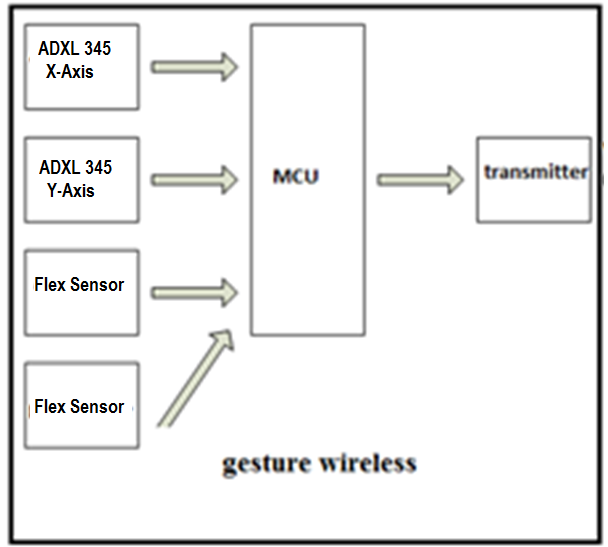 ADXL 345
X-Axis
ADXL 345
Y-Axis
MCU
transmitter
Flex Sensor
Flex Sensor
gesture wireless